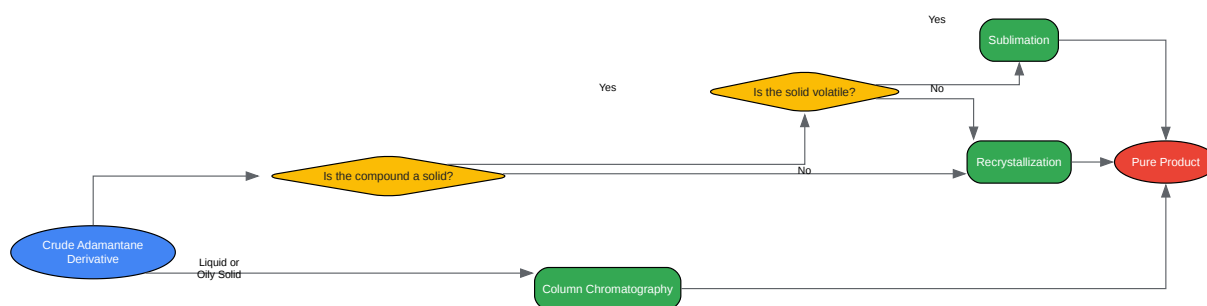 Yes
Sublimation
Yes
Is the solid volatile?
No
Is the compound a solid?
No
Recrystallization
Pure Product
Crude Adamantane
Derivative
Liquid or
Oily Solid
Column Chromatography